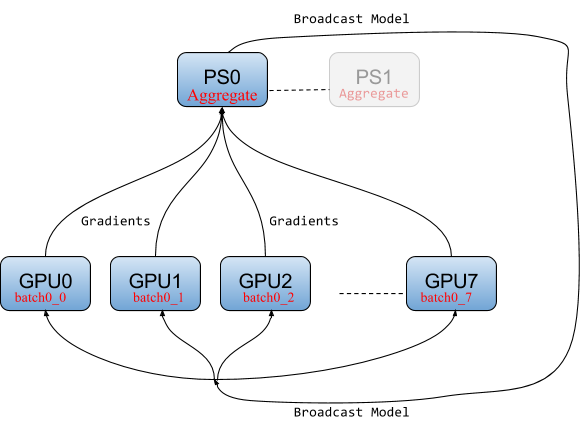 Broadcast Model
PS0
Aggregate
PS1
Aggregate
Gradients
Gradients
GPU0
batch0_0
GPU1
batch0_1
GPU2
batch0_2
GPU7
batch0_7
Broadcast Model